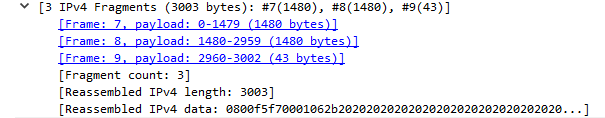 [3 IPv4 Fragments (3003 bytes): #7(1480), #8(1480), #9(43)]
[Frame: 7, payload: 0-1479 (1480 bytes)]
[Frame: 8, payload: 1480-2959 (1480 bytes)]
[Frame: 9, payload: 2960-3002 (43 bytes)]
[Fragment count: 3]
[Reassembled IPv4 length: 3003]
[Reassembled IPv4 data: 0800f5f70001062b2020202020202020202020202020202020...]